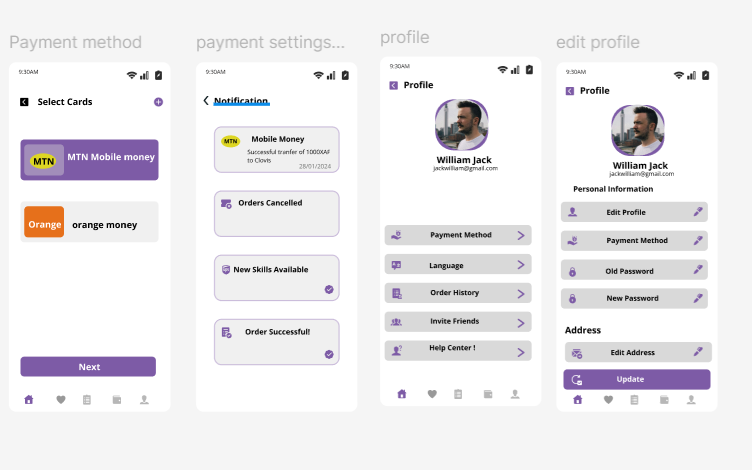 Payment method
9:30AM
Select Cards
MTN
MTN Mobile money
Orange
orange money
Next
payment settings...
9:30AM
Notification
MTN
Mobile Money
Successful tranfer of 1000XAF
to Clovis
28/01/2024
Orders Cancelled
New Skills Available
Order Successful!
profile
9:30AM
Profile
William Jack
jackwilliam@gmail.com
Payment Method
Language
Order History
Invite Friends
Help Center !
edit profile
9:30AM
Profile
William Jack
jackwilliam@gmail.com
Personal Information
Edit Profile
Payment Method
Old Password
New Password
Address
Edit Address
Update